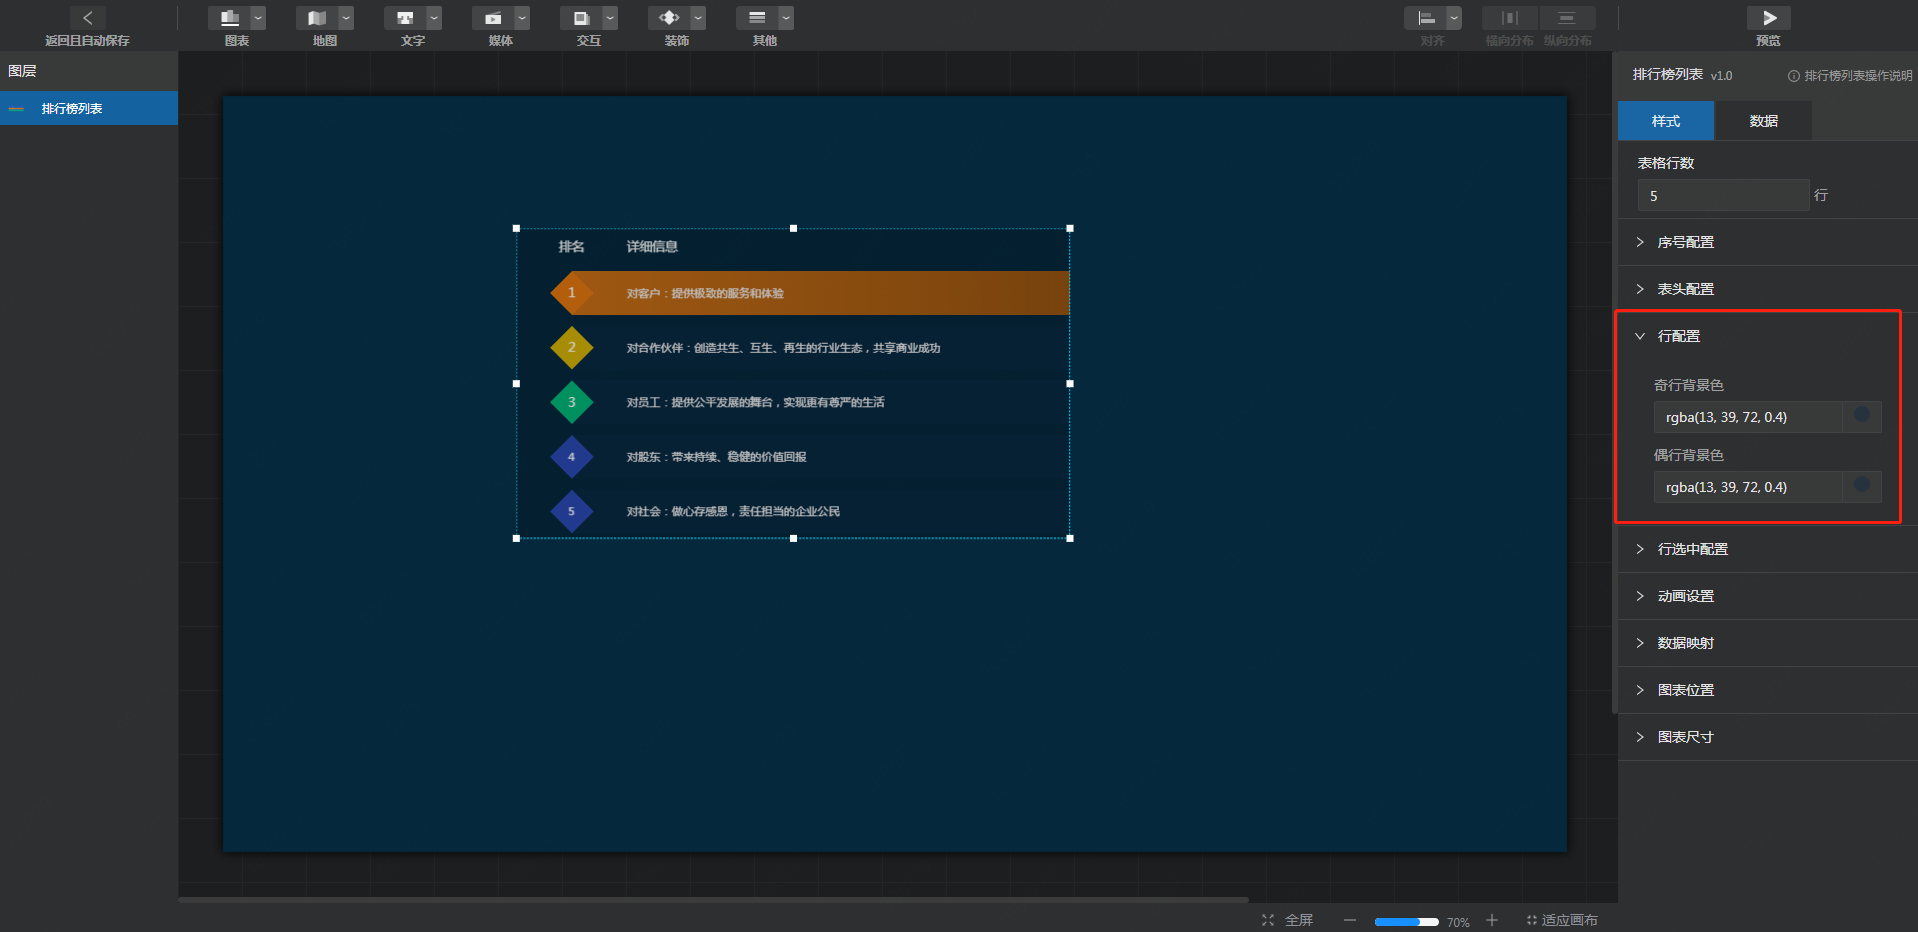 返回且自动保存
图表
地图
文字
媒体
交互
装饰
其他
对齐
横向分布
纵向分布
预览
图层
排行榜列表
排名 详细信息
1 对客户：提供极致的服务和体验
2 对合作伙伴：创造共生、互生、再生的行业生态，共享商业成功
3 对员工：提供公平发展的舞台，实现更有尊严的生活
4 对股东：带来持续、稳健的价值回报
5 对社会：做心存感恩，责任担当的企业公民
排行榜列表 v1.0 排行榜列表操作说明
样式 数据
表格行数
5 行
序号配置
表头配置
行配置
奇行背景色
rgba(13, 39, 72, 0.4)
偶行背景色
rgba(13, 39, 72, 0.4)
行选中配置
动画设置
数据映射
图表位置
图表尺寸
全屏 70% 适应画布